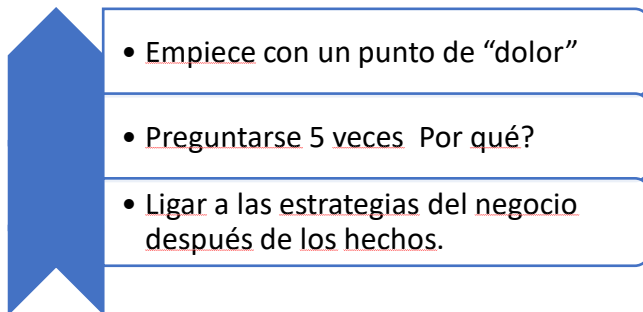 • Empiece con un punto de “dolor”
• Preguntarse 5 veces  Por qué?
• Ligar a las estrategias del negocio
después de los hechos.